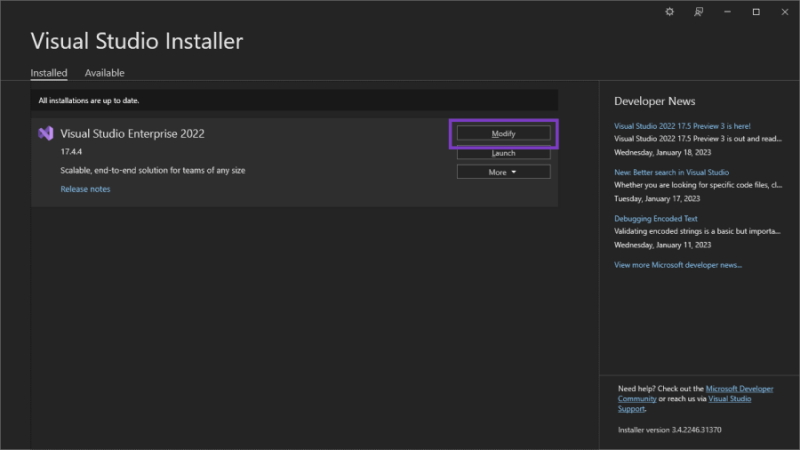 Visual Studio Installer
Installed Available
All installations are up to date.
Visual Studio Enterprise 2022
17.4.4
Scalable, end-to-end solution for teams of any size
Release notes
Modify
Launch
More
Developer News
Visual Studio 2022 17.5 Preview 3 is here!
Visual Studio 2022 17.5 Preview 3 is out and read...
Wednesday, January 18, 2023
New: Better search in Visual Studio
Whether you are looking for specific code files, cl...
Tuesday, January 17, 2023
Debugging Encoded Text
Validating encoded strings is a basic but importa...
Wednesday, January 11, 2023
View more Microsoft developer news...
Need help? Check out the Microsoft Developer
Community or reach us via Visual Studio
Support.
Installer version 3.4.2246.31370